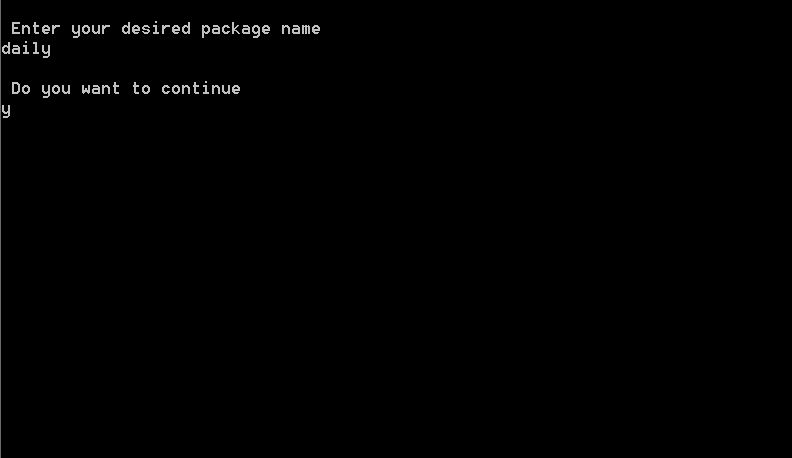 Enter your desired package name
daily
Do you want to continue
y